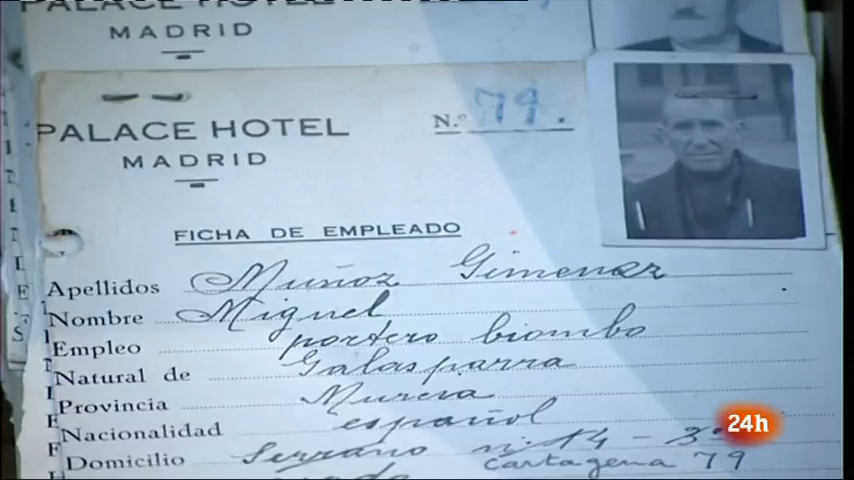 PALACE HOTEL
MADRID
PALACE HOTEL
Nº 79.
MADRID
FICHA DE EMPLEADO
Apellidos Muñoz Gimenez
Nombre Miguel
Empleo portero biombo
Natural de Calasparra
Provincia Murcia
Nacionalidad español
24h
Domicilio Serrano nº 14 - 3º
cartagena 79